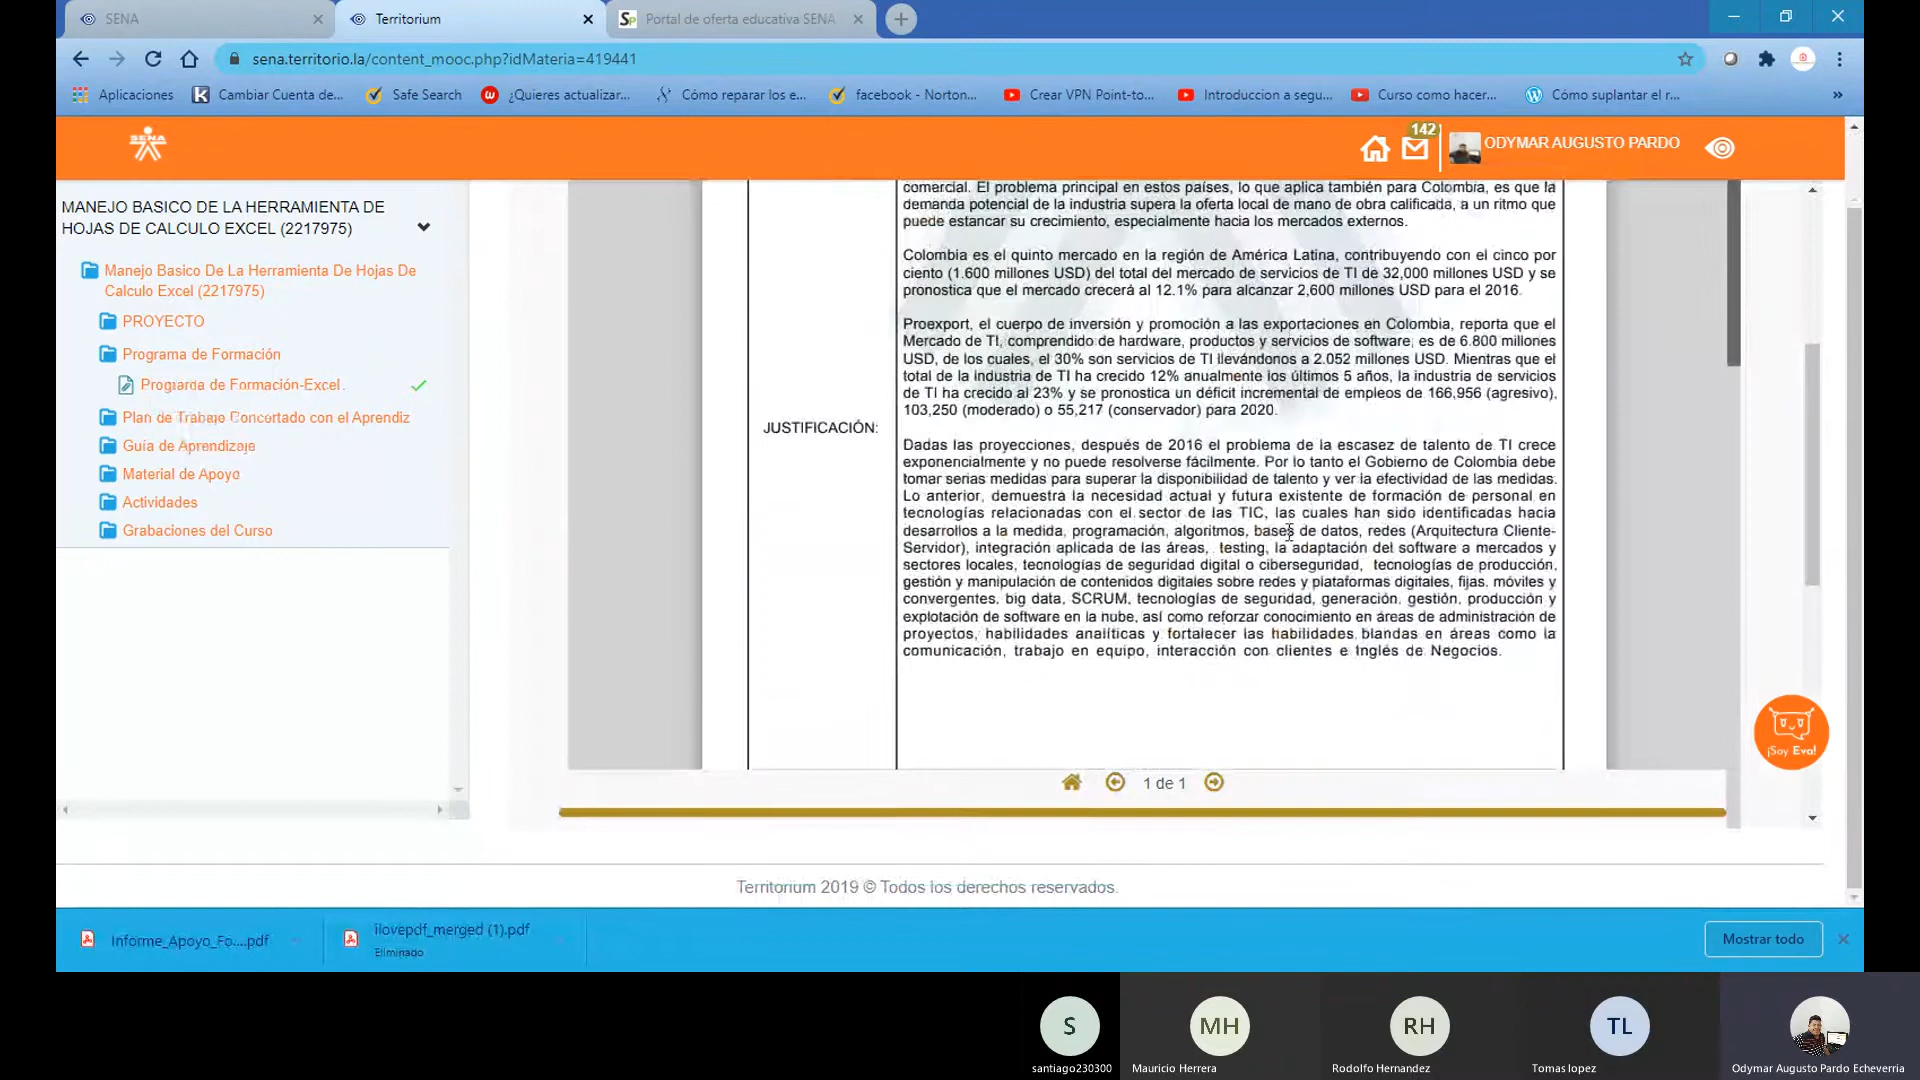 SENA
Territorium
Portal de oferta educativa SENA
sena.territorio.la/content_mooc.php?idMateria=419441
Aplicaciones
Cambiar Cuenta de...
Safe Search
¿Quieres actualizar...
Cómo reparar los e...
facebook - Norton...
Crear VPN Point-to...
Introduccion a segu...
Curso como hacer...
Cómo suplantar el r...
»
SENA
142
ODYMAR AUGUSTO PARDO
MANEJO BASICO DE LA HERRAMIENTA DE
HOJAS DE CALCULO EXCEL (2217975)
Manejo Basico De La Herramienta De Hojas De
Calculo Excel (2217975)
PROYECTO
Programa de Formación
Programa de Formación-Excel.
Plan de Trabajo Concertado con el Aprendiz
Guía de Aprendizaje
Material de Apoyo
Actividades
Grabaciones del Curso
JUSTIFICACIÓN:
comercial. El problema principal en estos países, lo que aplica también para Colombia, es que la
demanda potencial de la industria supera la oferta local de mano de obra calificada, a un ritmo que
puede estancar su crecimiento, especialmente hacia los mercados externos.
Colombia es el quinto mercado en la región de América Latina, contribuyendo con el cinco por
ciento (1.600 millones USD) del total del mercado de servicios de TI de 32,000 millones USD y se
pronostica que el mercado crecerá al 12.1% para alcanzar 2,600 millones USD para el 2016.
Proexport, el cuerpo de inversión y promoción a las exportaciones en Colombia, reporta que el
Mercado de TI, comprendido de hardware, productos y servicios de software, es de 6.800 millones
USD, de los cuales, el 30% son servicios de TI llevándonos a 2.052 millones USD. Mientras que el
total de la industria de TI ha crecido 12% anualmente los últimos 5 años, la industria de servicios
de TI ha crecido al 23% y se pronostica un déficit incremental de empleos de 166,956 (agresivo),
103,250 (moderado) o 55,217 (conservador) para 2020.
Dadas las proyecciones, después de 2016 el problema de la escasez de talento de TI crece
exponencialmente y no puede resolverse fácilmente. Por lo tanto el Gobierno de Colombia debe
tomar serias medidas para superar la disponibilidad de talento y ver la efectividad de las medidas.
Lo anterior, demuestra la necesidad actual y futura existente de formación de personal en
tecnologías relacionadas con el sector de las TIC, las cuales han sido identificadas hacia
desarrollos a la medida, programación, algoritmos, bases de datos, redes (Arquitectura Cliente-
Servidor), integración aplicada de las áreas, testing, la adaptación del software a mercados y
sectores locales, tecnologías de seguridad digital o ciberseguridad, tecnologías de producción,
gestión y manipulación de contenidos digitales sobre redes y plataformas digitales, fijas. móviles y
convergentes, big data, SCRUM, tecnologías de seguridad, generación, gestión, producción y
explotación de software en la nube, así como reforzar conocimiento en áreas de administración de
proyectos, habilidades analíticas y fortalecer las habilidades blandas en áreas como la
comunicación, trabajo en equipo, interacción con clientes e Inglés de Negocios.
¡Soy Eva!
1 de 1
Territorium 2019 © Todos los derechos reservados.
Informe_Apoyo_Fo....pdf
ilovepdf_merged (1).pdf
Eliminado
Mostrar todo
S
MH
RH
TL
santiago230300
Mauricio Herrera
Rodolfo Hernandez
Tomas lopez
Odymar Augusto Pardo Echeverria